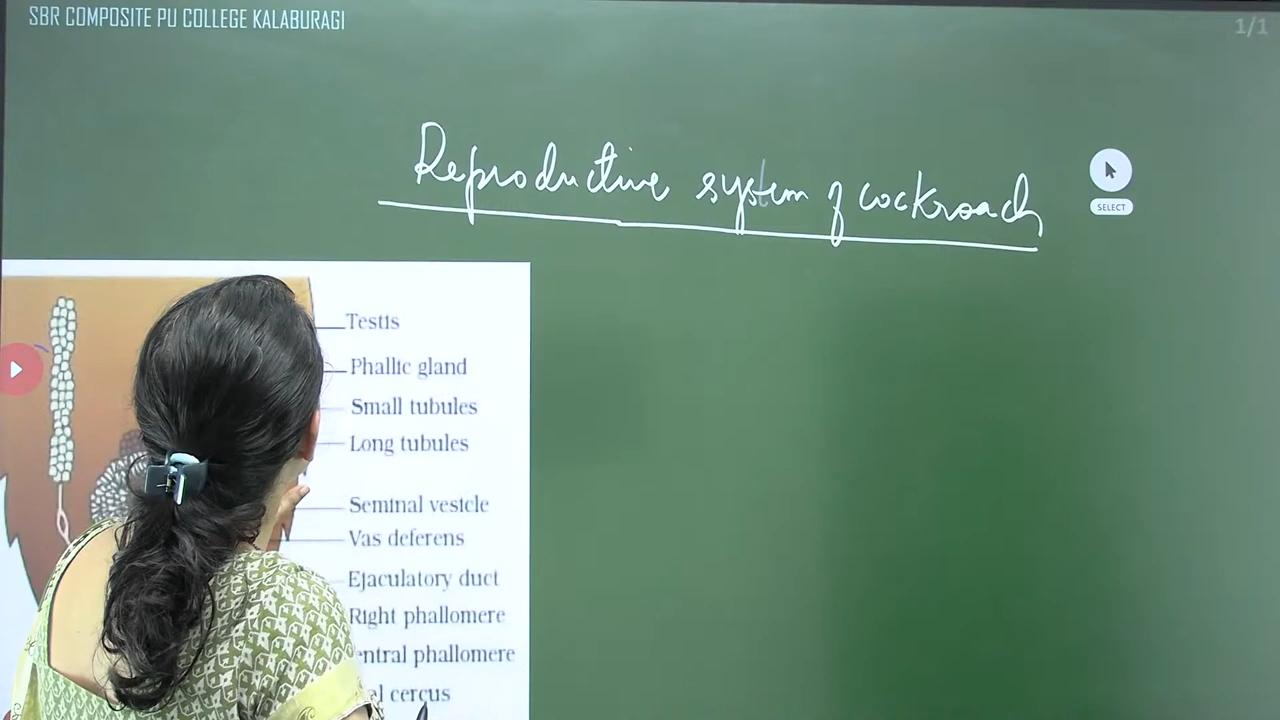 SBR COMPOSITE PU COLLEGE KALABURAGI
1/1
Reproductive system of cockroach
SELECT
Testis
Phallic gland
Small tubules
Long tubules
Seminal vesicle
Vas deferens
Ejaculatory duct
Right phallomere
entral phallomere
al cercus